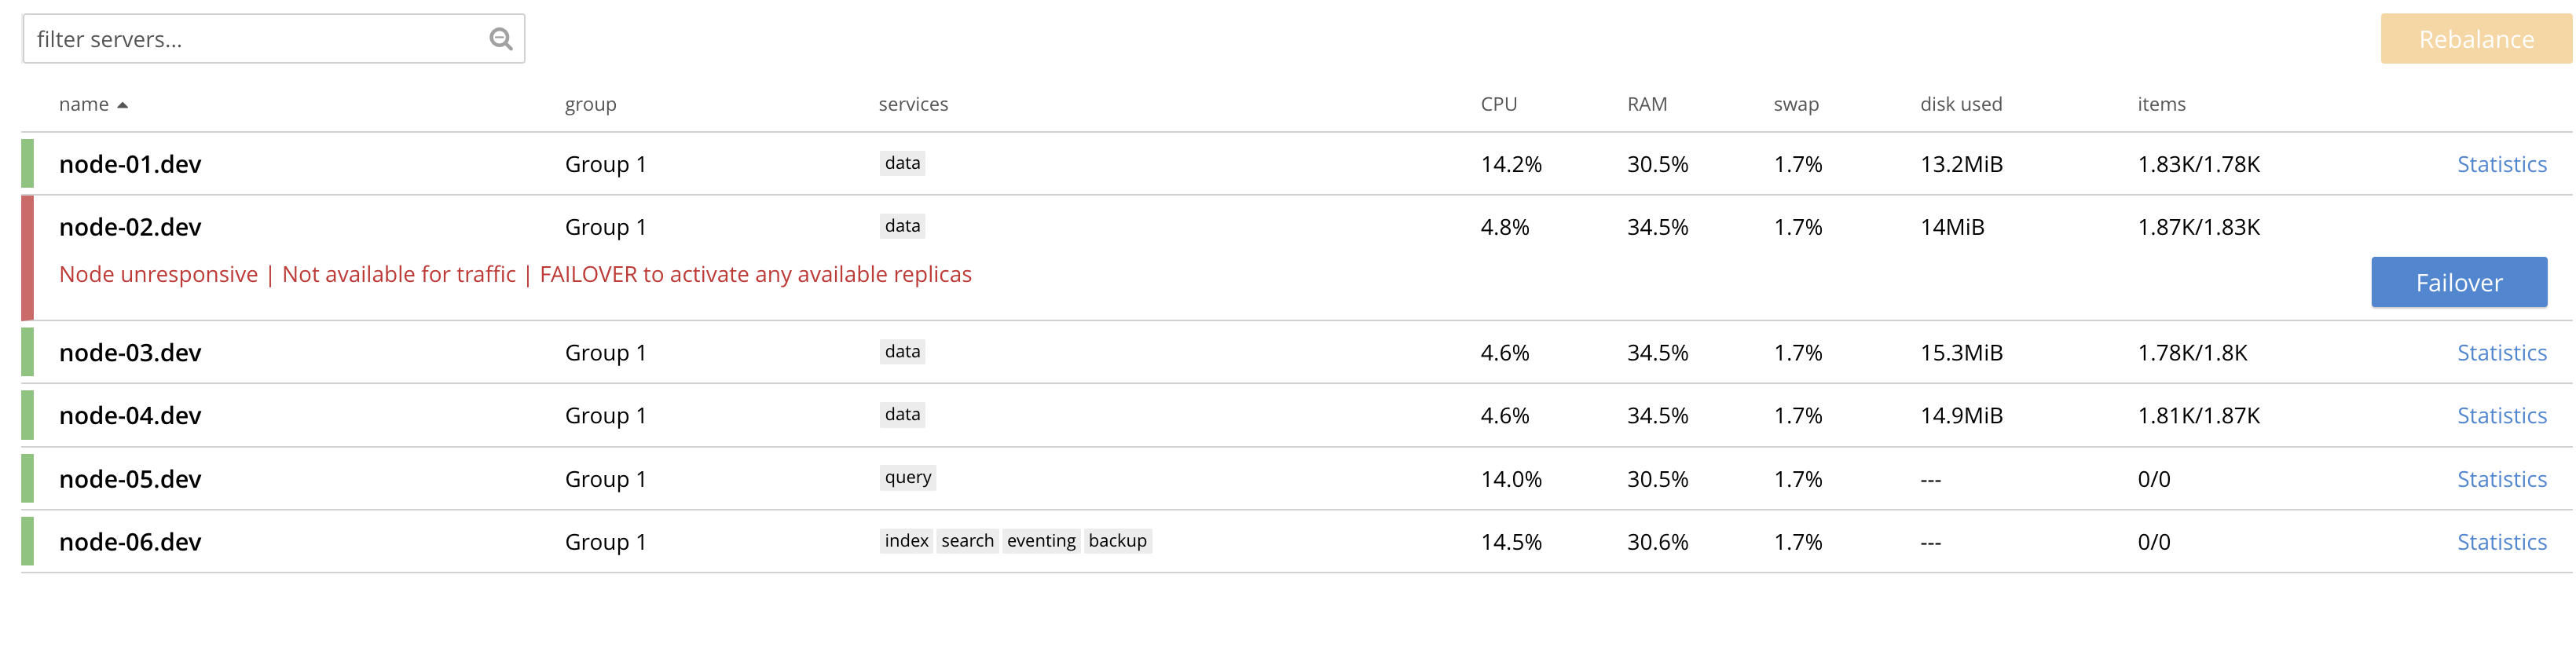 filter servers... Rebalance
name group services CPU RAM swap disk used items
node-01.dev Group 1 data 14.2% 30.5% 1.7% 13.2MiB 1.83K/1.78K Statistics
node-02.dev Group 1 data 4.8% 34.5% 1.7% 14MiB 1.87K/1.83K
Node unresponsive | Not available for traffic | FAILOVER to activate any available replicas Failover
node-03.dev Group 1 data 4.6% 34.5% 1.7% 15.3MiB 1.78K/1.8K Statistics
node-04.dev Group 1 data 4.6% 34.5% 1.7% 14.9MiB 1.81K/1.87K Statistics
node-05.dev Group 1 query 14.0% 30.5% 1.7% --- 0/0 Statistics
node-06.dev Group 1 index search eventing backup 14.5% 30.6% 1.7% --- 0/0 Statistics